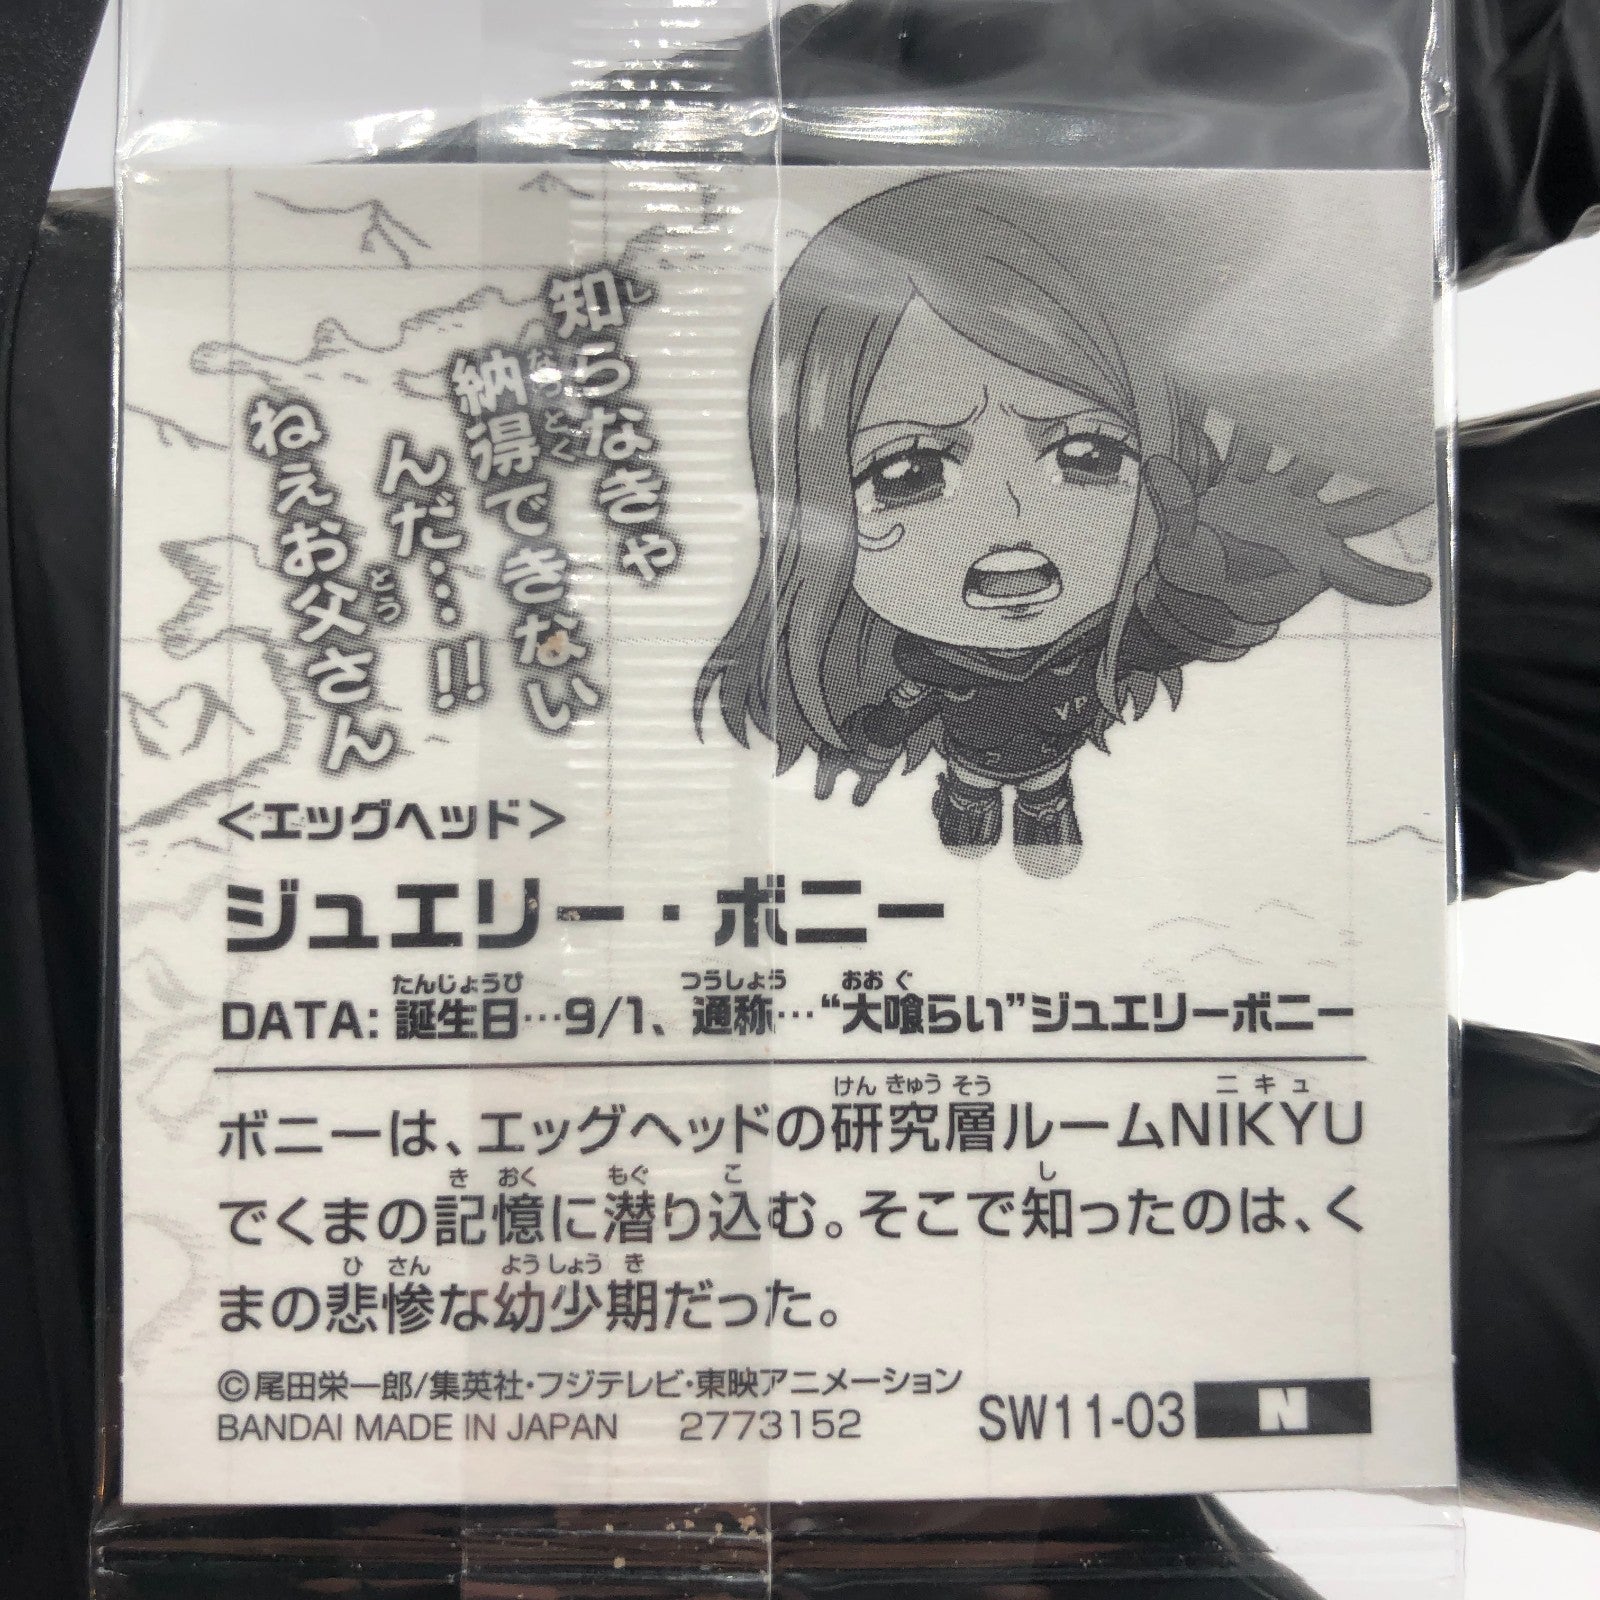 知らなきゃ
納得できない
んだ…!!
ねぇお父さん
<エッグヘッド>
ジュエリー・ボニー
DATA: 誕生日…9/1、通称…“大喰らい”ジュエリーボニー
ボニーは、エッグヘッドの研究層ルームNIKYU
でくまの記憶に潜り込む。そこで知ったのは、く
まの悲惨な幼少期だった。
©尾田栄一郎/集英社・フジテレビ・東映アニメーション
BANDAI MADE IN JAPAN 2773152
SW11-03 N